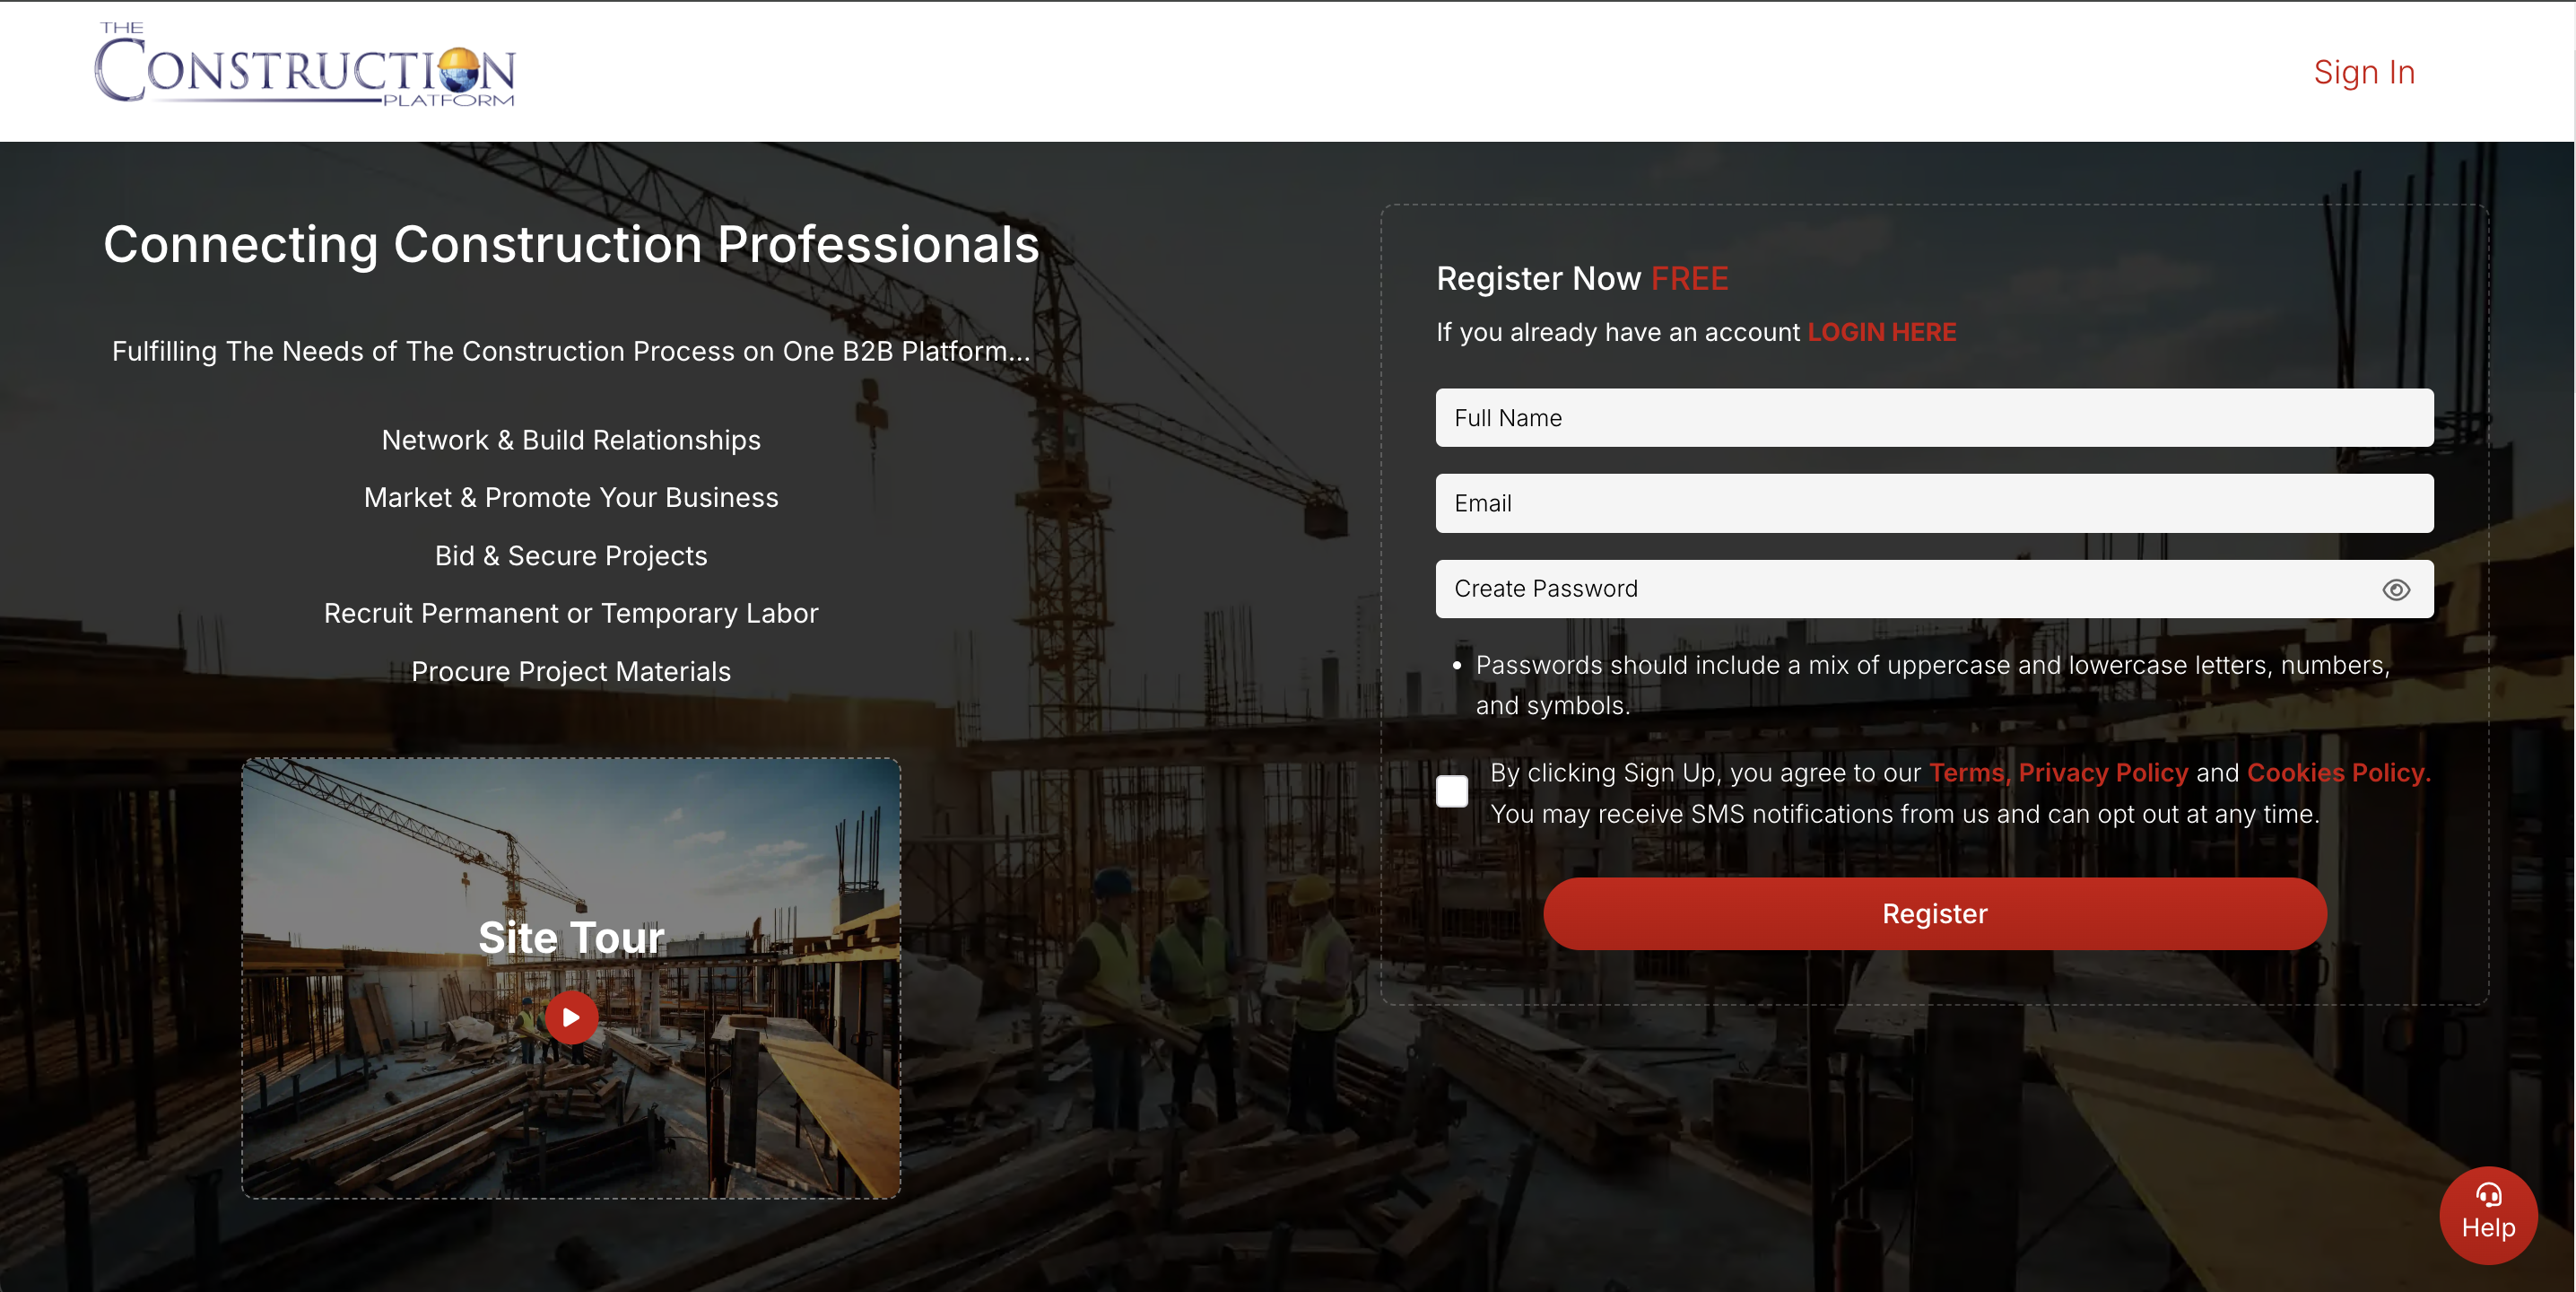 THE
CONSTRUCTION
PLATFORM
Sign In
Connecting Construction Professionals
Fulfilling The Needs of The Construction Process on One B2B Platform...
Network & Build Relationships
Market & Promote Your Business
Bid & Secure Projects
Recruit Permanent or Temporary Labor
Procure Project Materials
Site Tour
Register Now FREE
If you already have an account LOGIN HERE
Full Name
Email
Create Password
• Passwords should include a mix of uppercase and lowercase letters, numbers,
and symbols.
By clicking Sign Up, you agree to our Terms, Privacy Policy and Cookies Policy.
You may receive SMS notifications from us and can opt out at any time.
Register
Help